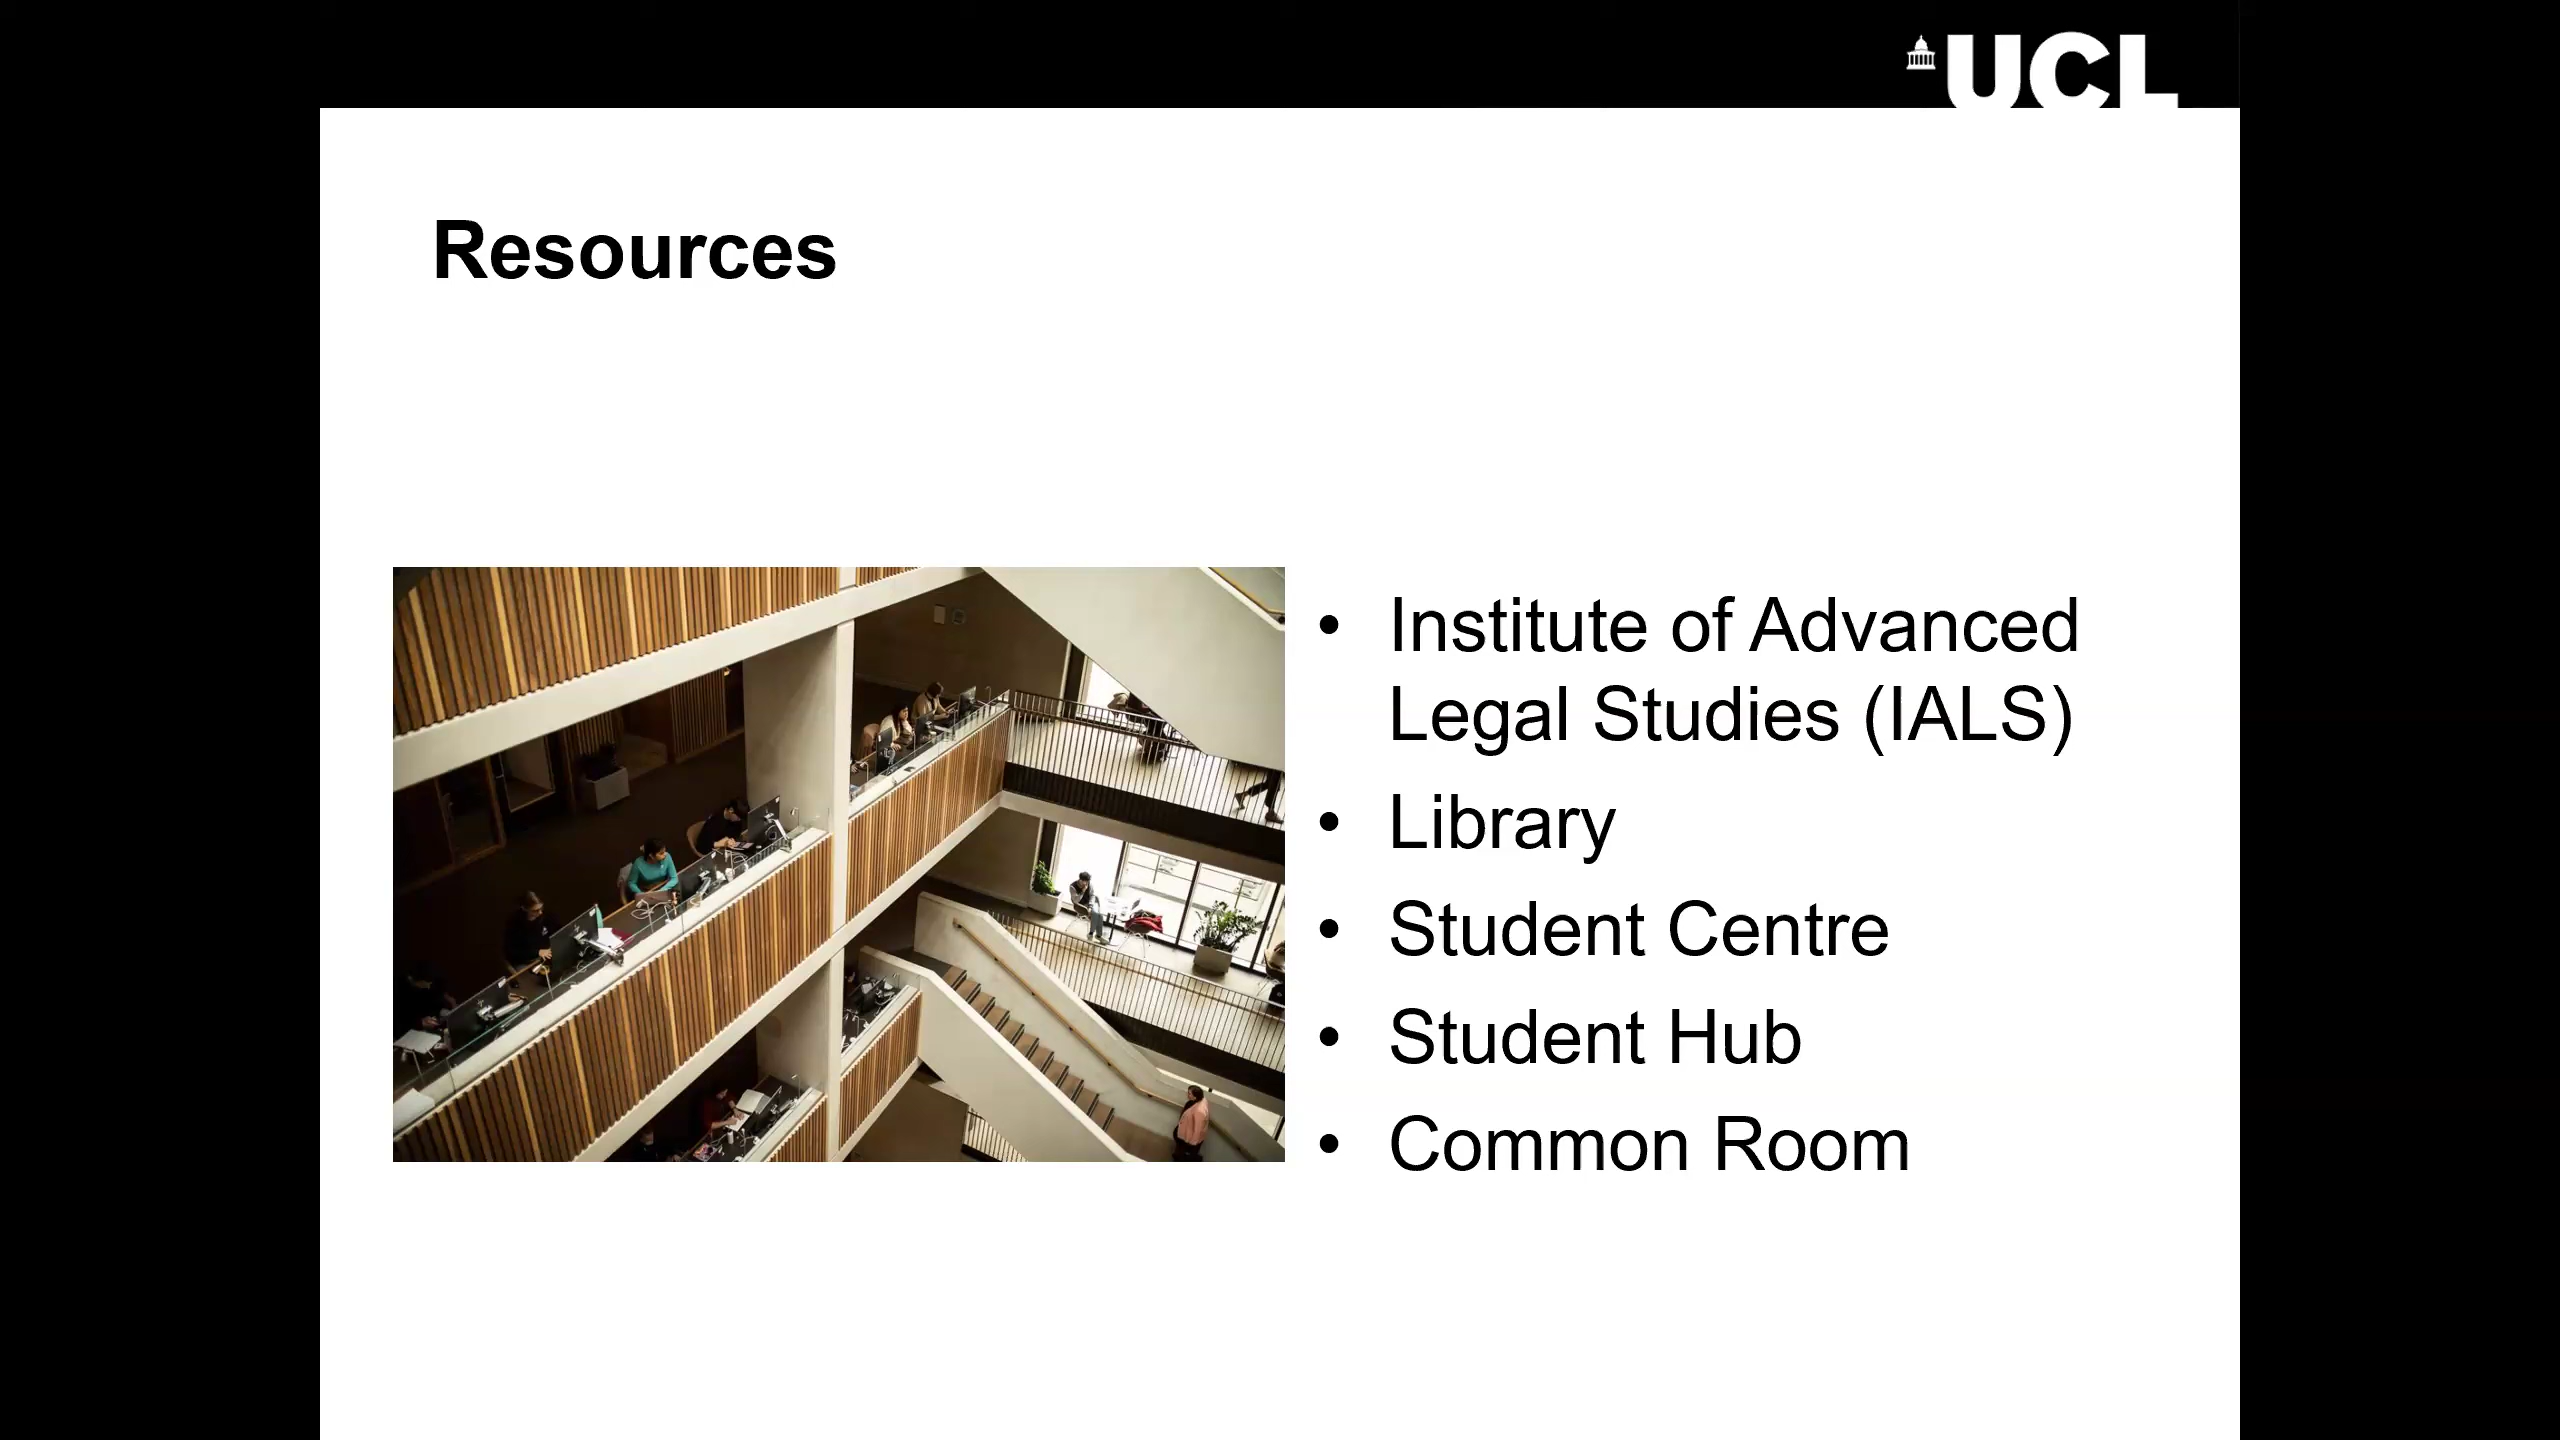 UCL
Resources
• Institute of Advanced
Legal Studies (IALS)
• Library
• Student Centre
• Student Hub
• Common Room